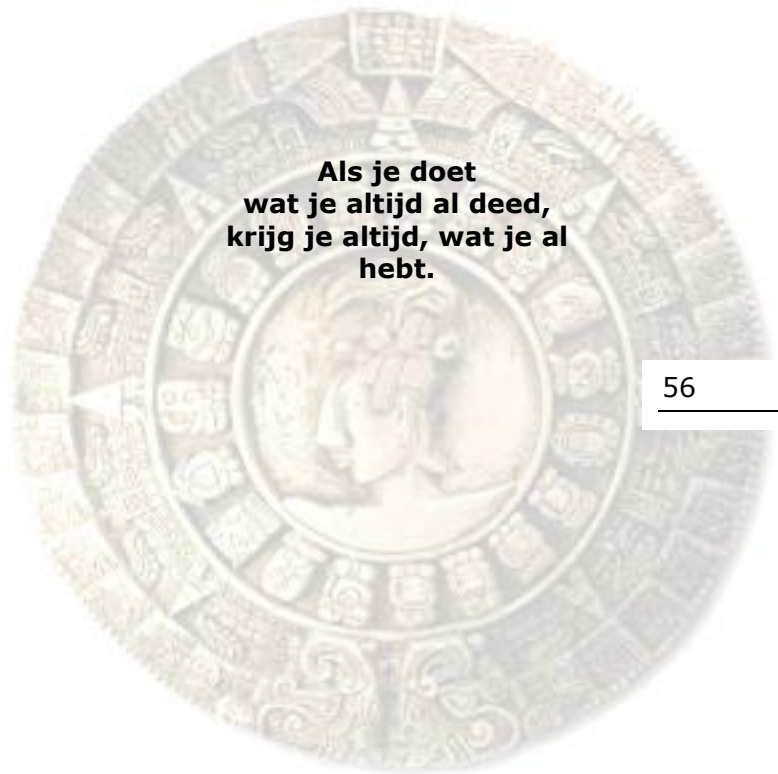 Als je doet
wat je altijd al deed,
krijg je altijd, wat je al
hebt.
56